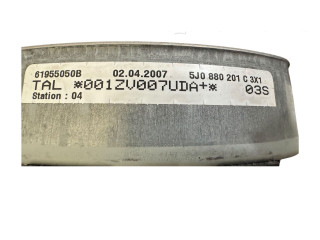 61955050B 02.04.2007 5J0 880 201 C 3X1
TAL *001ZV007UDA+* 03S
Station : 04